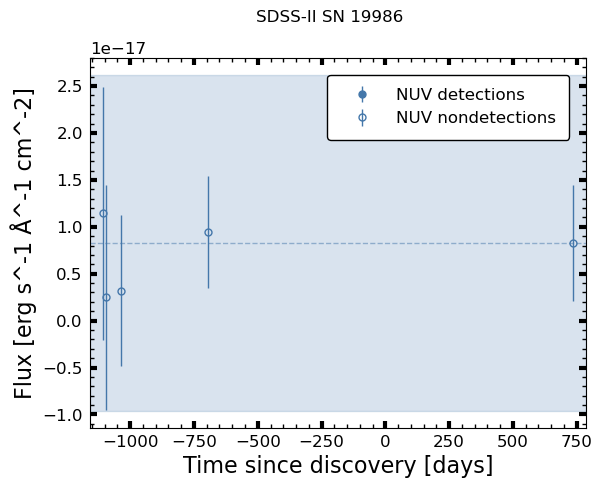 SDSS-II SN 19986
1e−17
NUV detections
NUV nondetections
2.5
2.0
1.5
1.0
0.5
0.0
−0.5
−1.0
Flux [erg s^-1 Å^-1 cm^-2]
−1000 −750 −500 −250 0 250 500 750
Time since discovery [days]